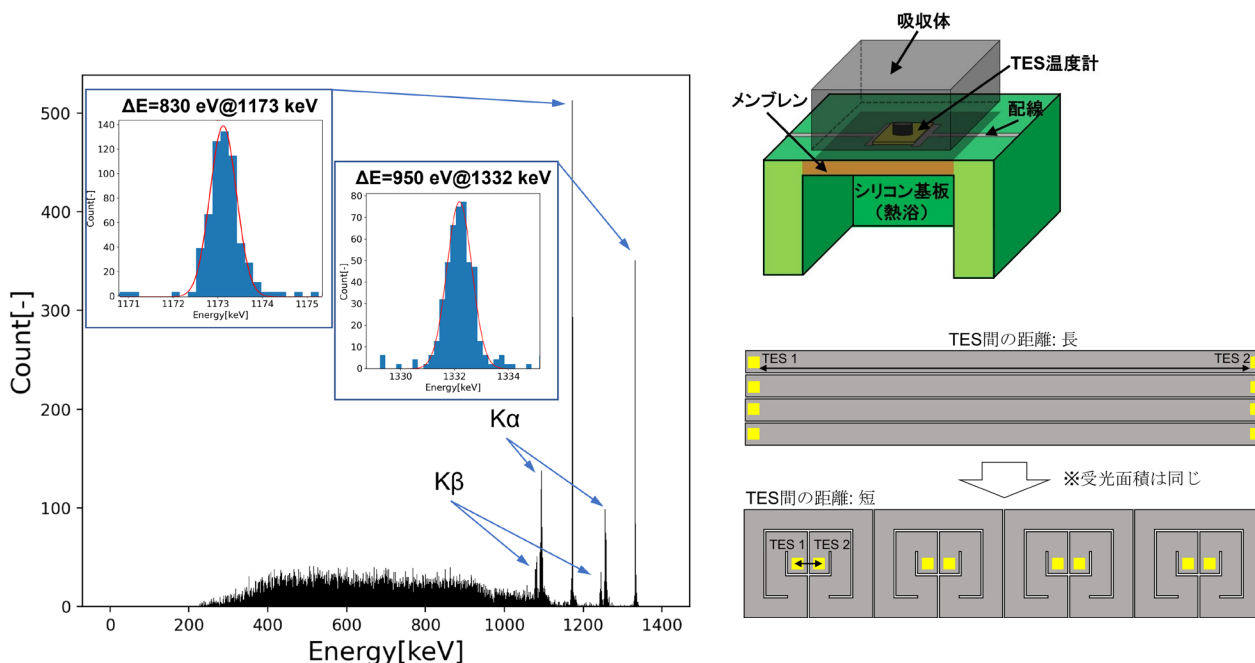 ΔE=830 eV@1173 keV
Count[-]
140
120
100
80
60
40
20
0
1171
1172
1173
1174
1175
Energy[keV]
ΔE=950 eV@1332 keV
Count[-]
80
70
60
50
40
30
20
10
0
1330
1332
1334
Energy[keV]
Kα
Kβ
Count[-]
500
400
300
200
100
0
0
200
400
600
800
1000
1200
1400
Energy[keV]
吸収体
TES温度計
メンブレン
配線
シリコン基板
（熱浴）
TES間の距離: 長
TES 1
TES 2
※受光面積は同じ
TES間の距離: 短
TES 1
TES 2